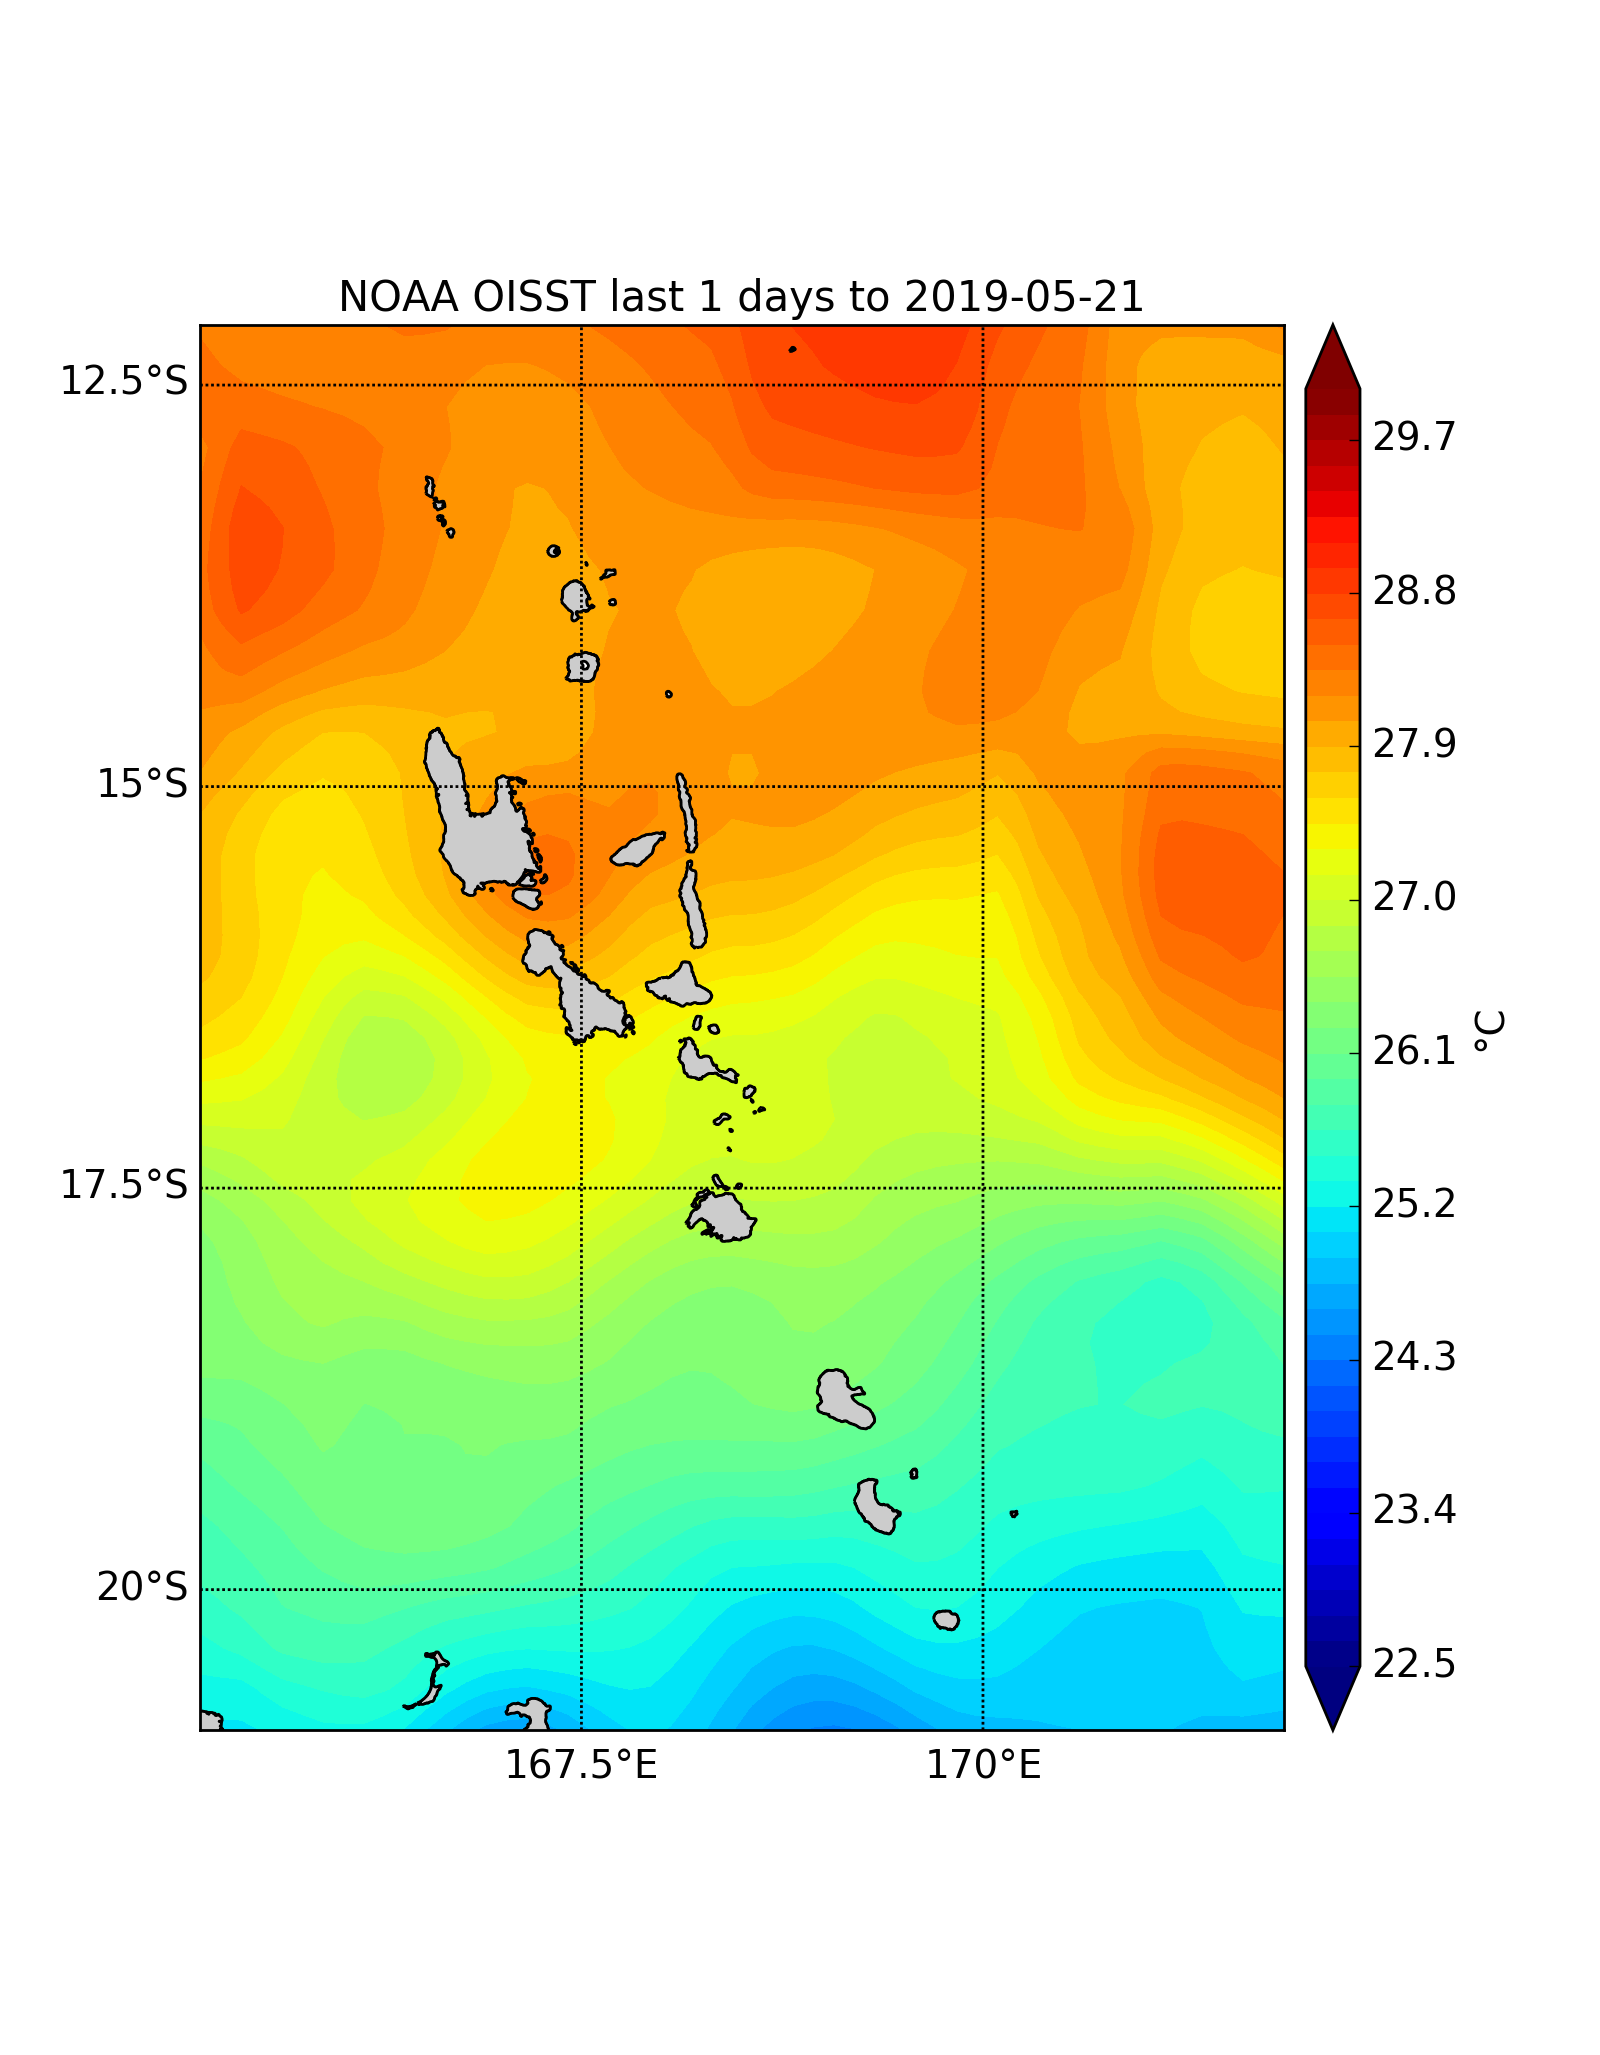 NOAA OISST last 1 days to 2019-05-21
12.5°S
15°S
17.5°S
20°S
167.5°E
170°E
29.7
28.8
27.9
27.0
26.1
25.2
24.3
23.4
22.5
°C